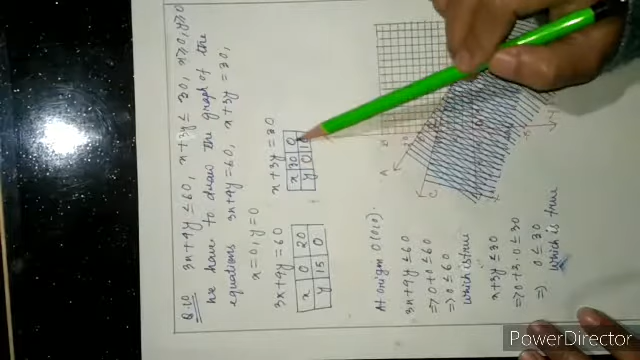 Q.10 3x+4y ≤ 60, x+3y ≤ 30, x≥0, y≥0
we have to draw the graph of the
equations 3x+4y=60, x+3y=30,
x=0, y=0
3x+4y=60
x 0 20
y 15 0
x+3y=30
x 30 0
y 0
At origin O(0,0).
3x+4y ≤60
=> 0+0 ≤60
=> 0 ≤ 60
which is true
x+3y ≤30
=> 0+3.0 ≤30
=> 0 ≤ 30
which is true
A
C
PowerDirector